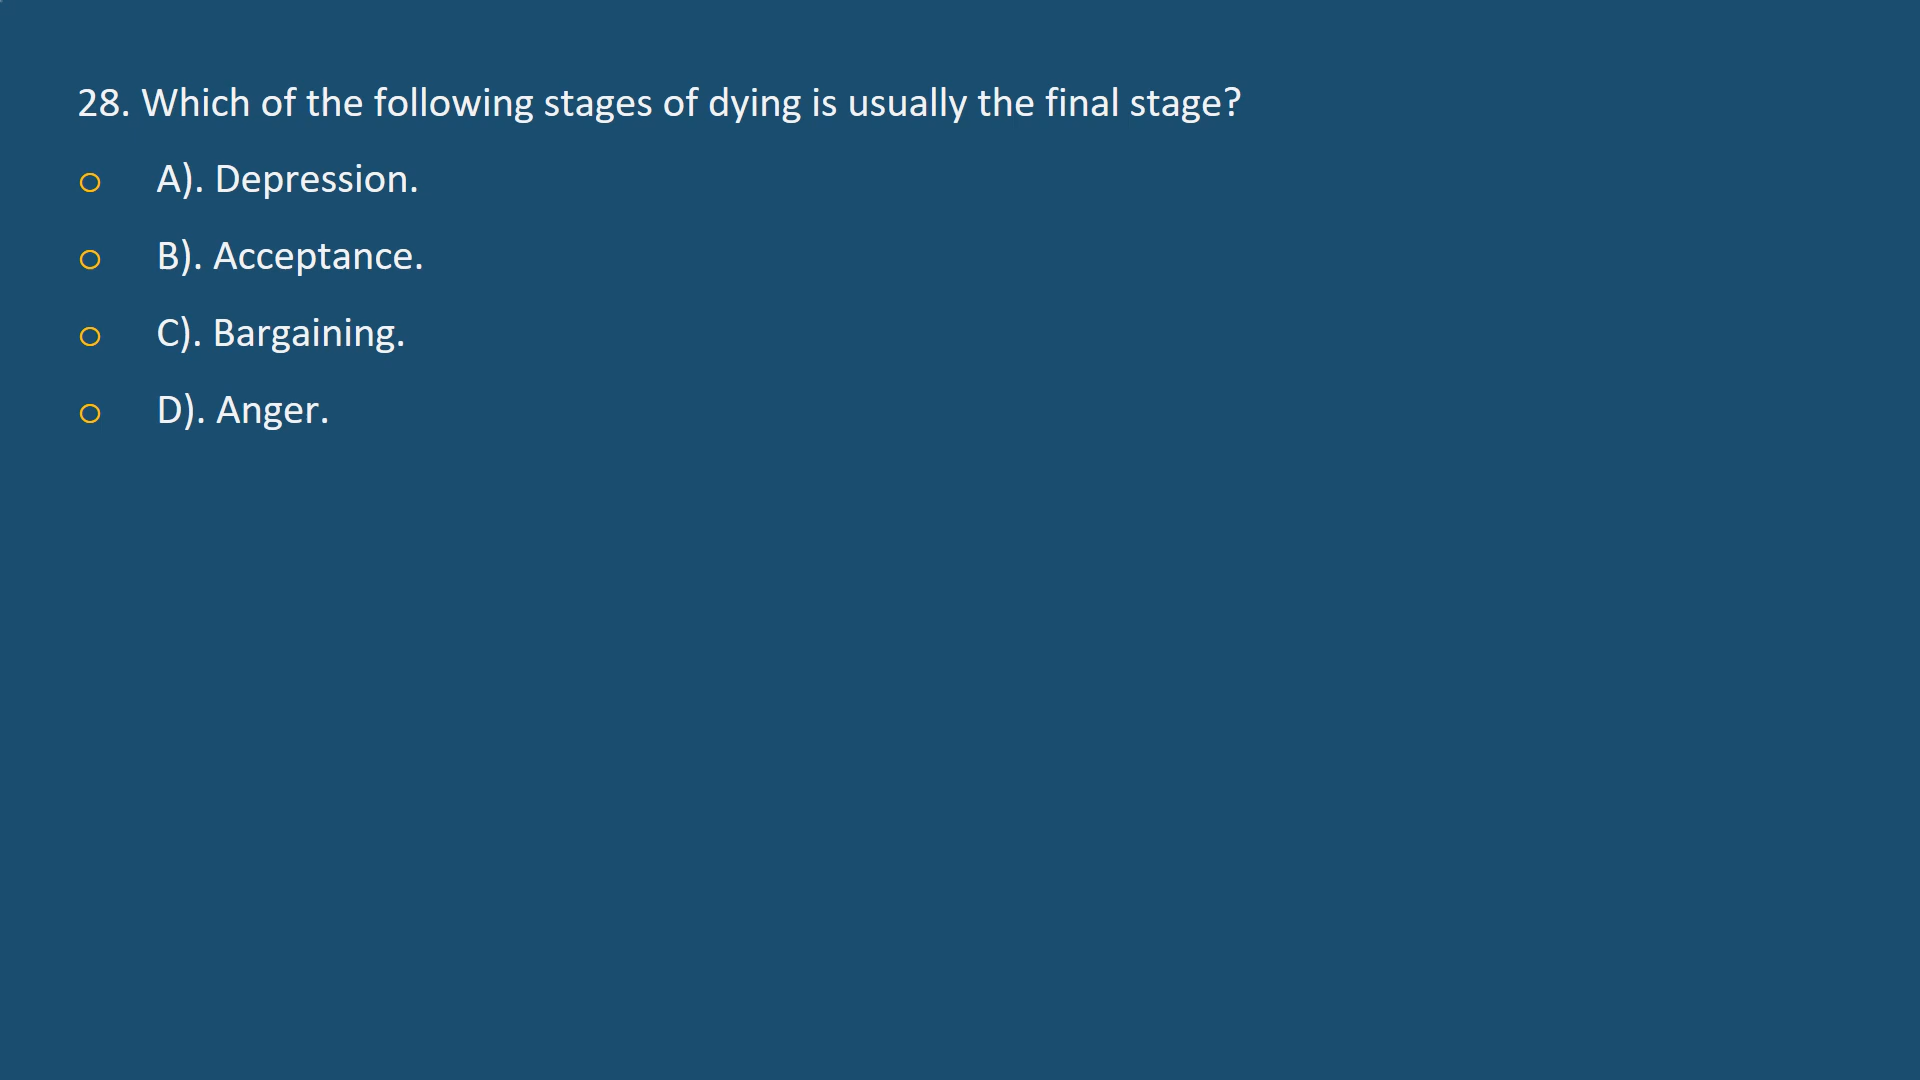 28. Which of the following stages of dying is usually the final stage?
A). Depression.
B). Acceptance.
C). Bargaining.
D). Anger.